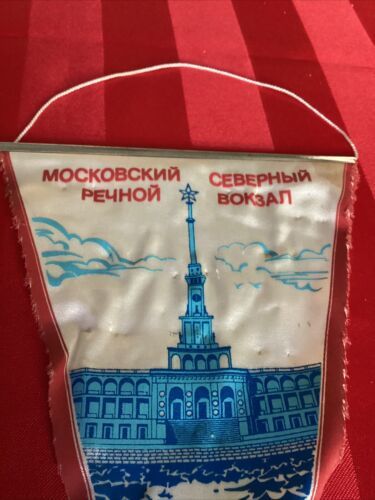 МОСКОВСКИЙ СЕВЕРНЫЙ
РЕЧНОЙ ВОКЗАЛ